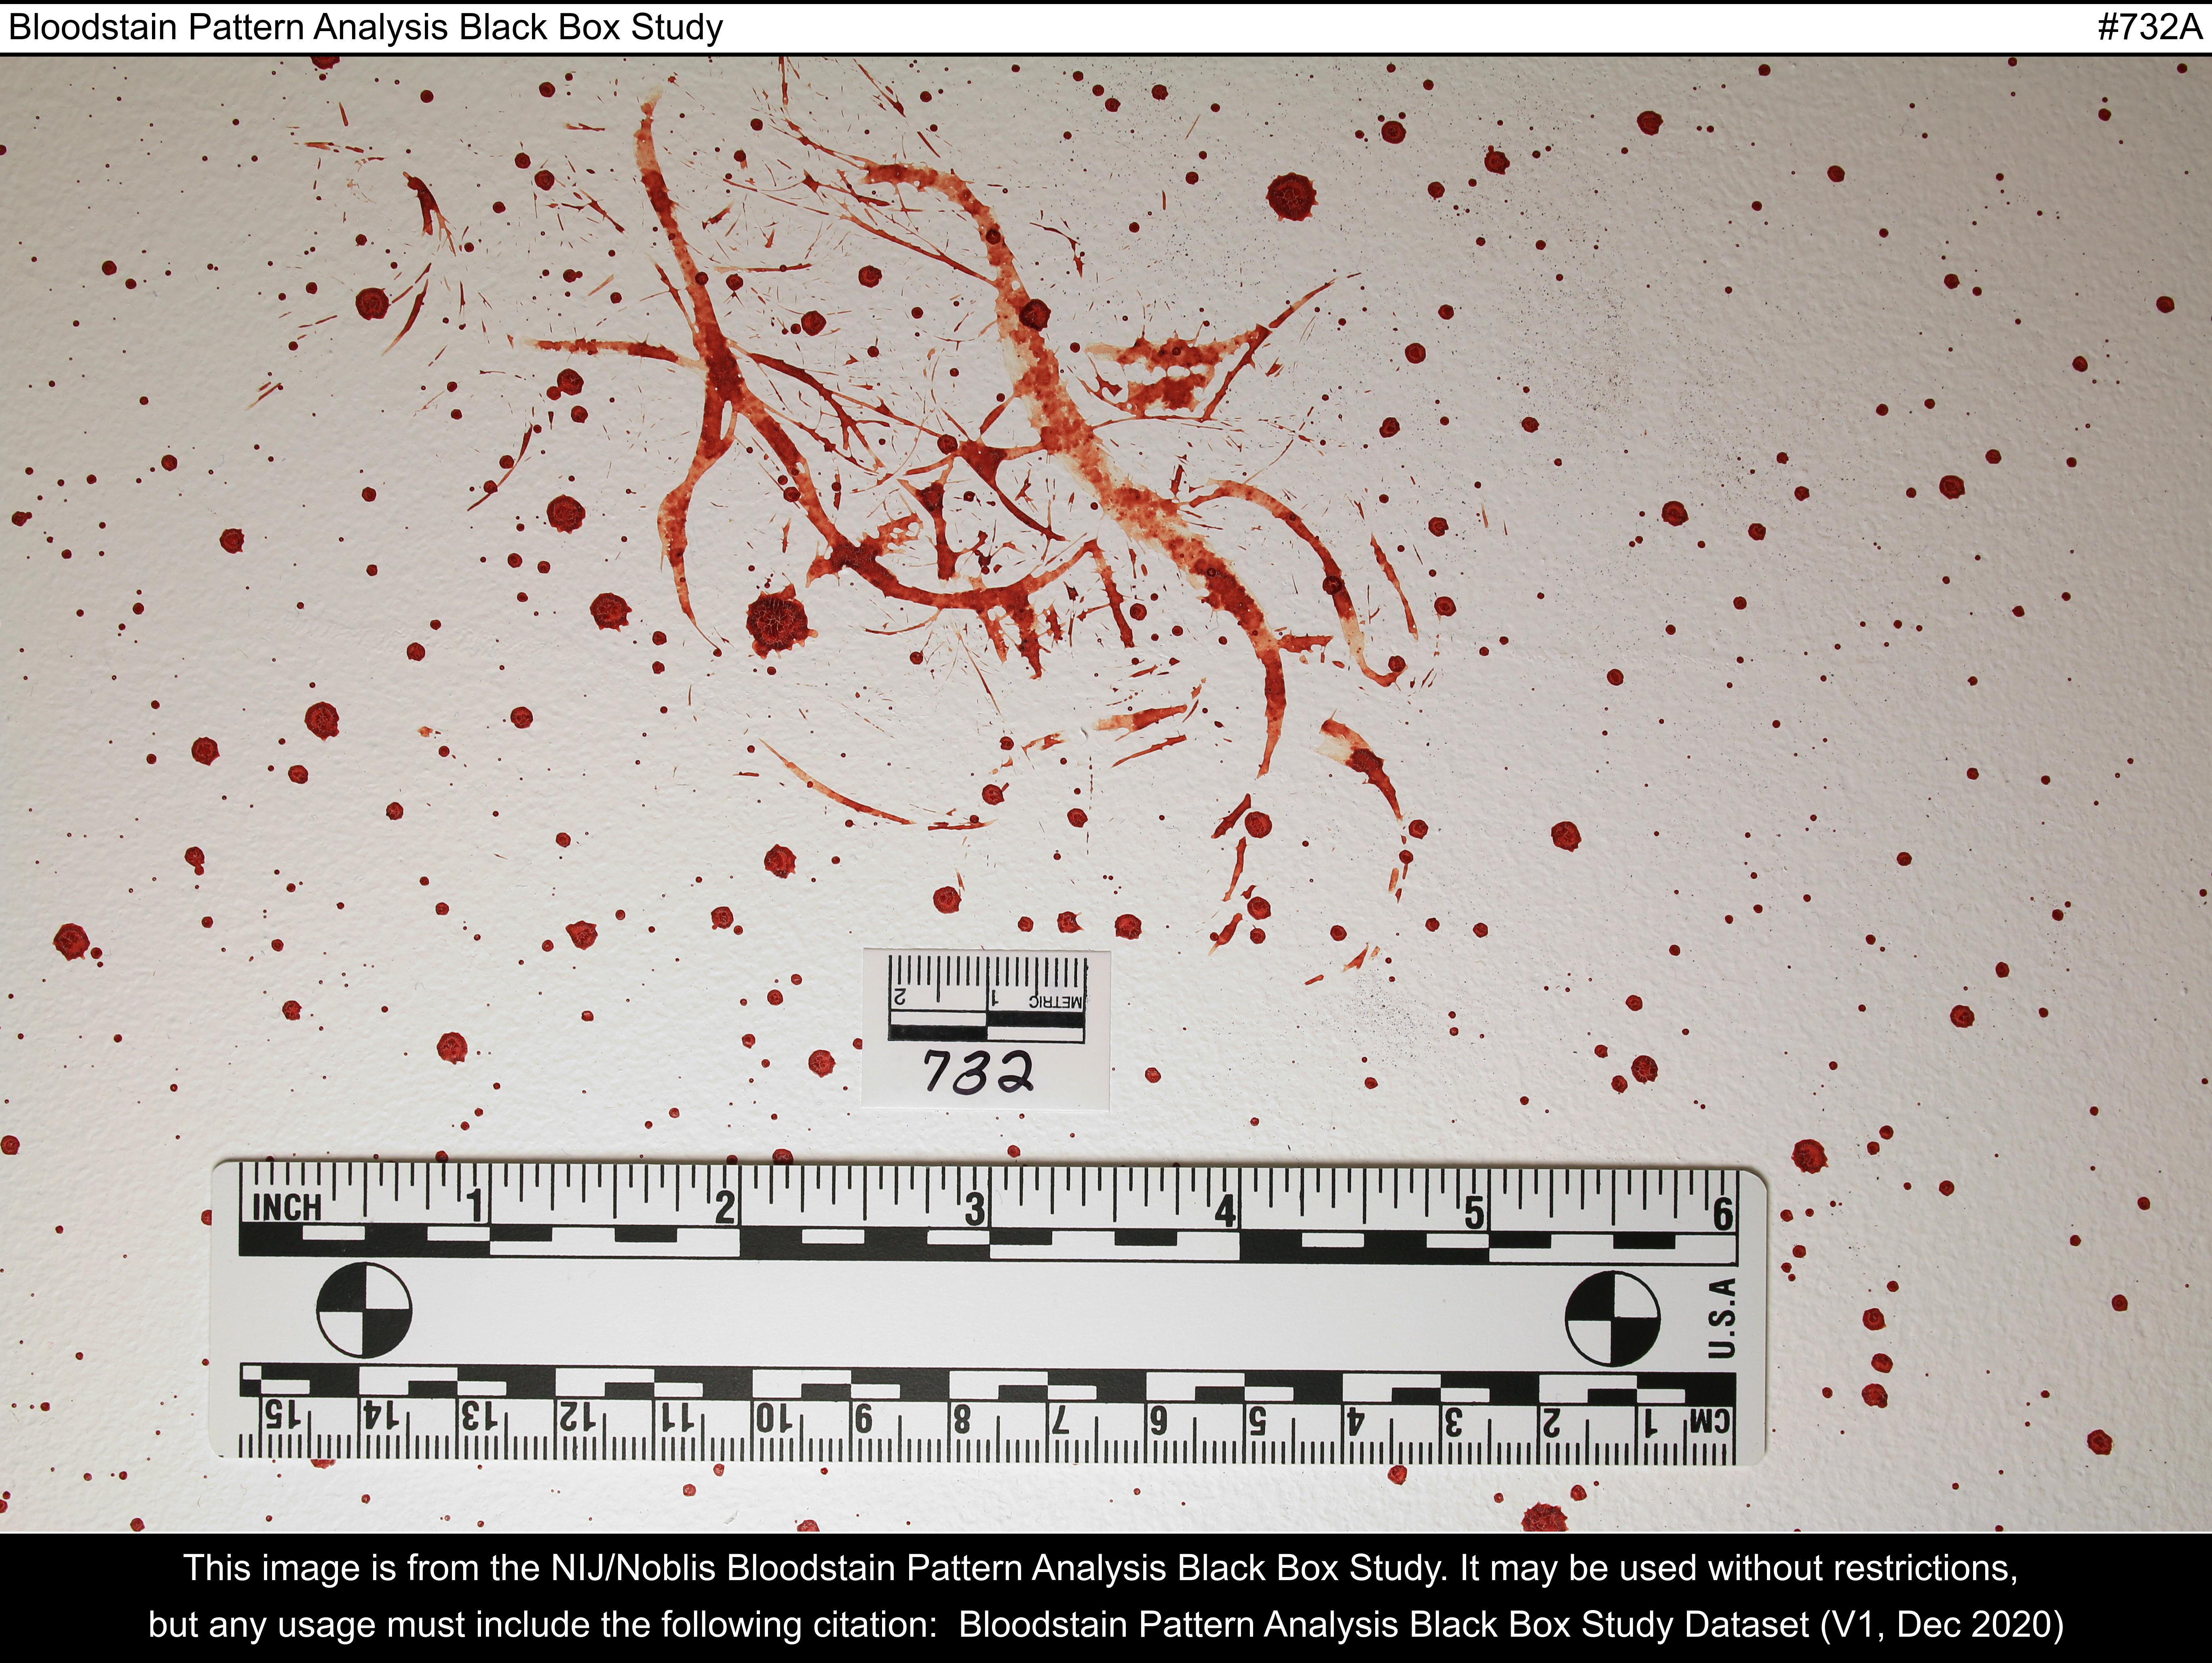 Bloodstain Pattern Analysis Black Box Study #732A
2 1 METRIC
732
INCH 1 2 3 4 5 6
U.S.A
15 14 13 12 11 10 9 8 7 6 5 4 3 2 1 CM
This image is from the NIJ/Noblis Bloodstain Pattern Analysis Black Box Study. It may be used without restrictions,
but any usage must include the following citation: Bloodstain Pattern Analysis Black Box Study Dataset (V1, Dec 2020)